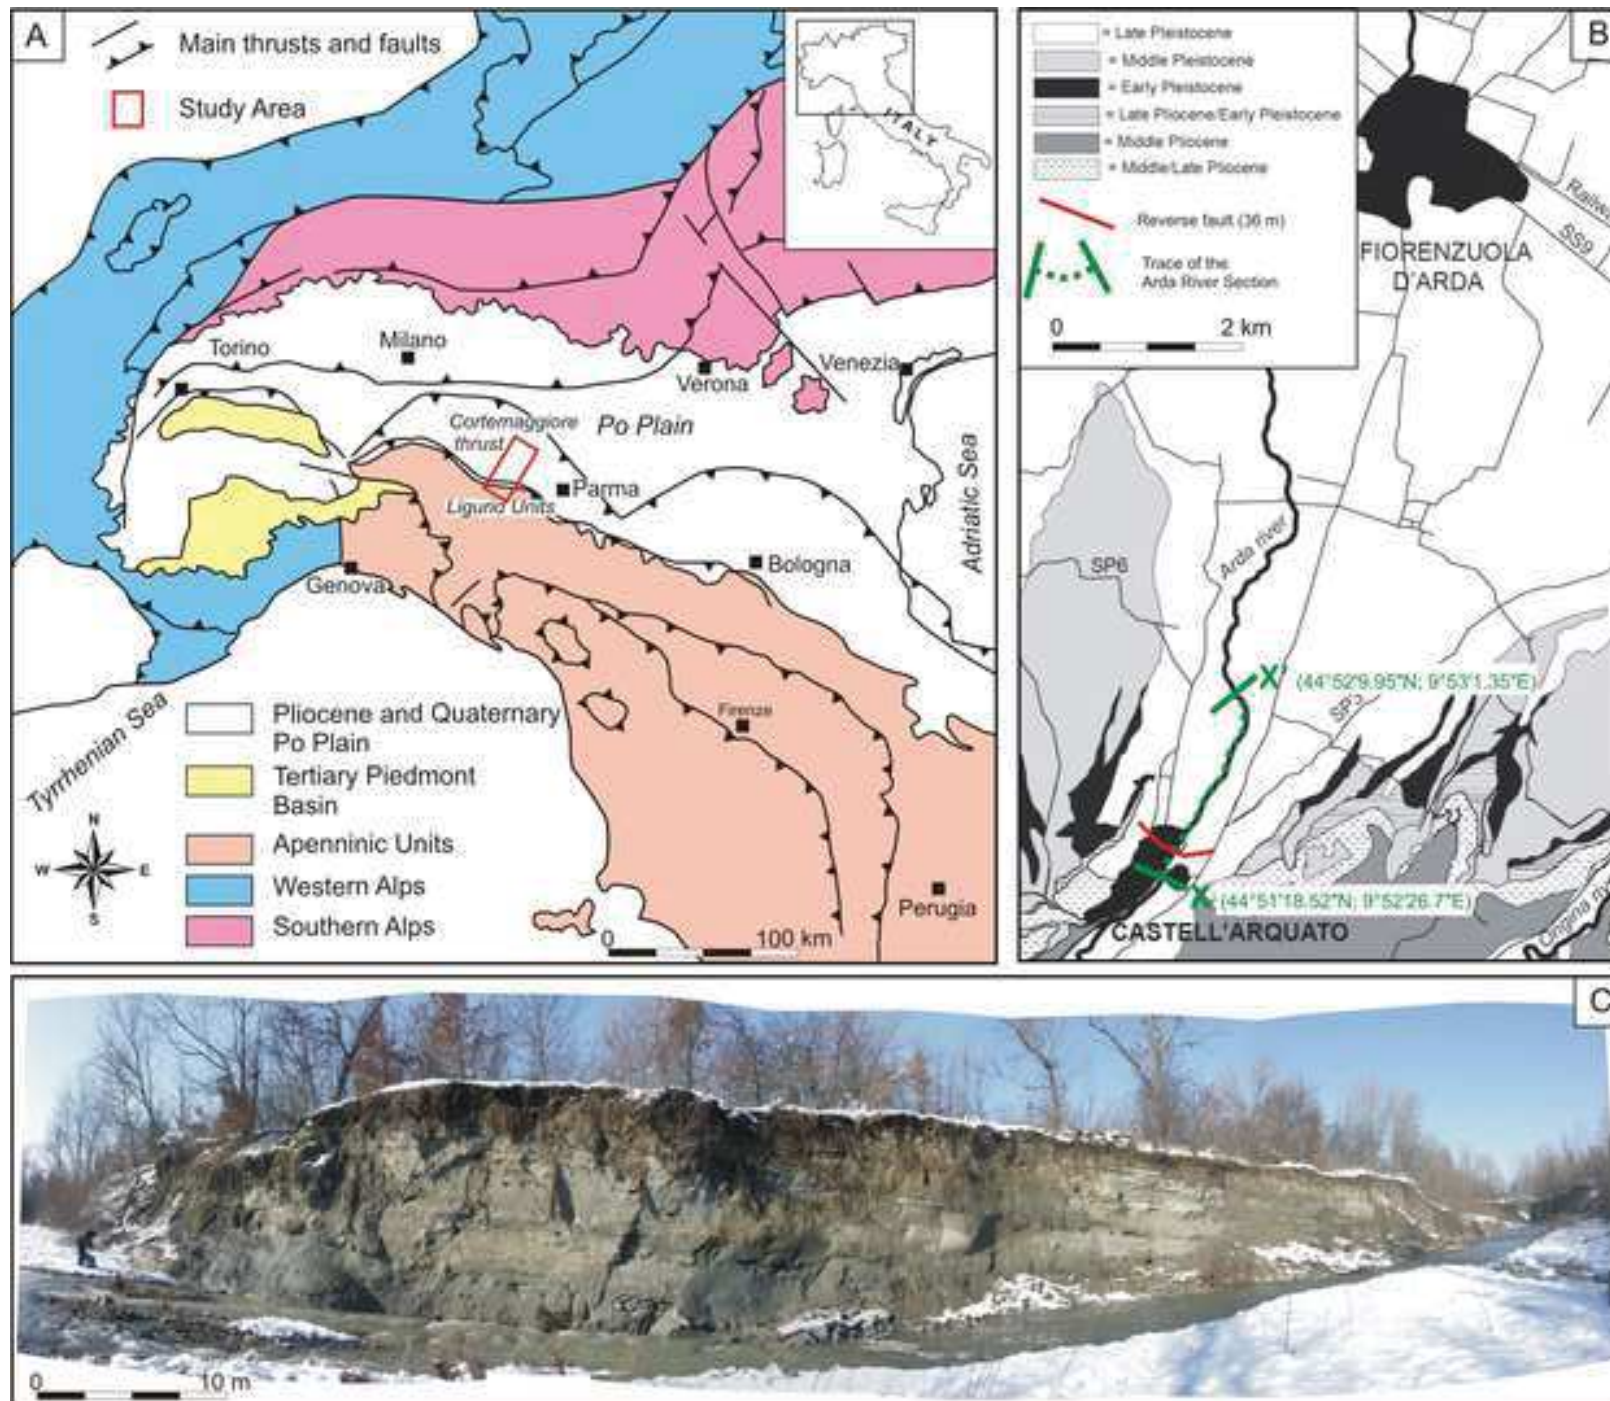 A
Main thrusts and faults
Study Area
ITALY
Torino
Milano
Verona
Venezia
Cortemaggiore
thrust
Po Plain
Parma
Ligurid Units
Adriatic Sea
Bologna
Genova
Firenze
Perugia
Tyrrhenian Sea
N
W
E
S
Pliocene and Quaternary
Po Plain
Tertiary Piedmont
Basin
Apenninic Units
Western Alps
Southern Alps
0
100 km
B
= Late Pleistocene
= Middle Pleistocene
= Early Pleistocene
= Late Pliocene/Early Pleistocene
= Middle Pliocene
= Middle/Late Pliocene
Reverse fault (36 m)
Trace of the
Arda River Section
0
2 km
Railwa
SS9
FIORENZUOLA
D'ARDA
Arda river
SP6
X' (44°52'9.95"N; 9°53'1.35"E)
SP3
X (44°51'18.52"N; 9°52'26.7"E)
CASTELL'ARQUATO
C
0
10 m